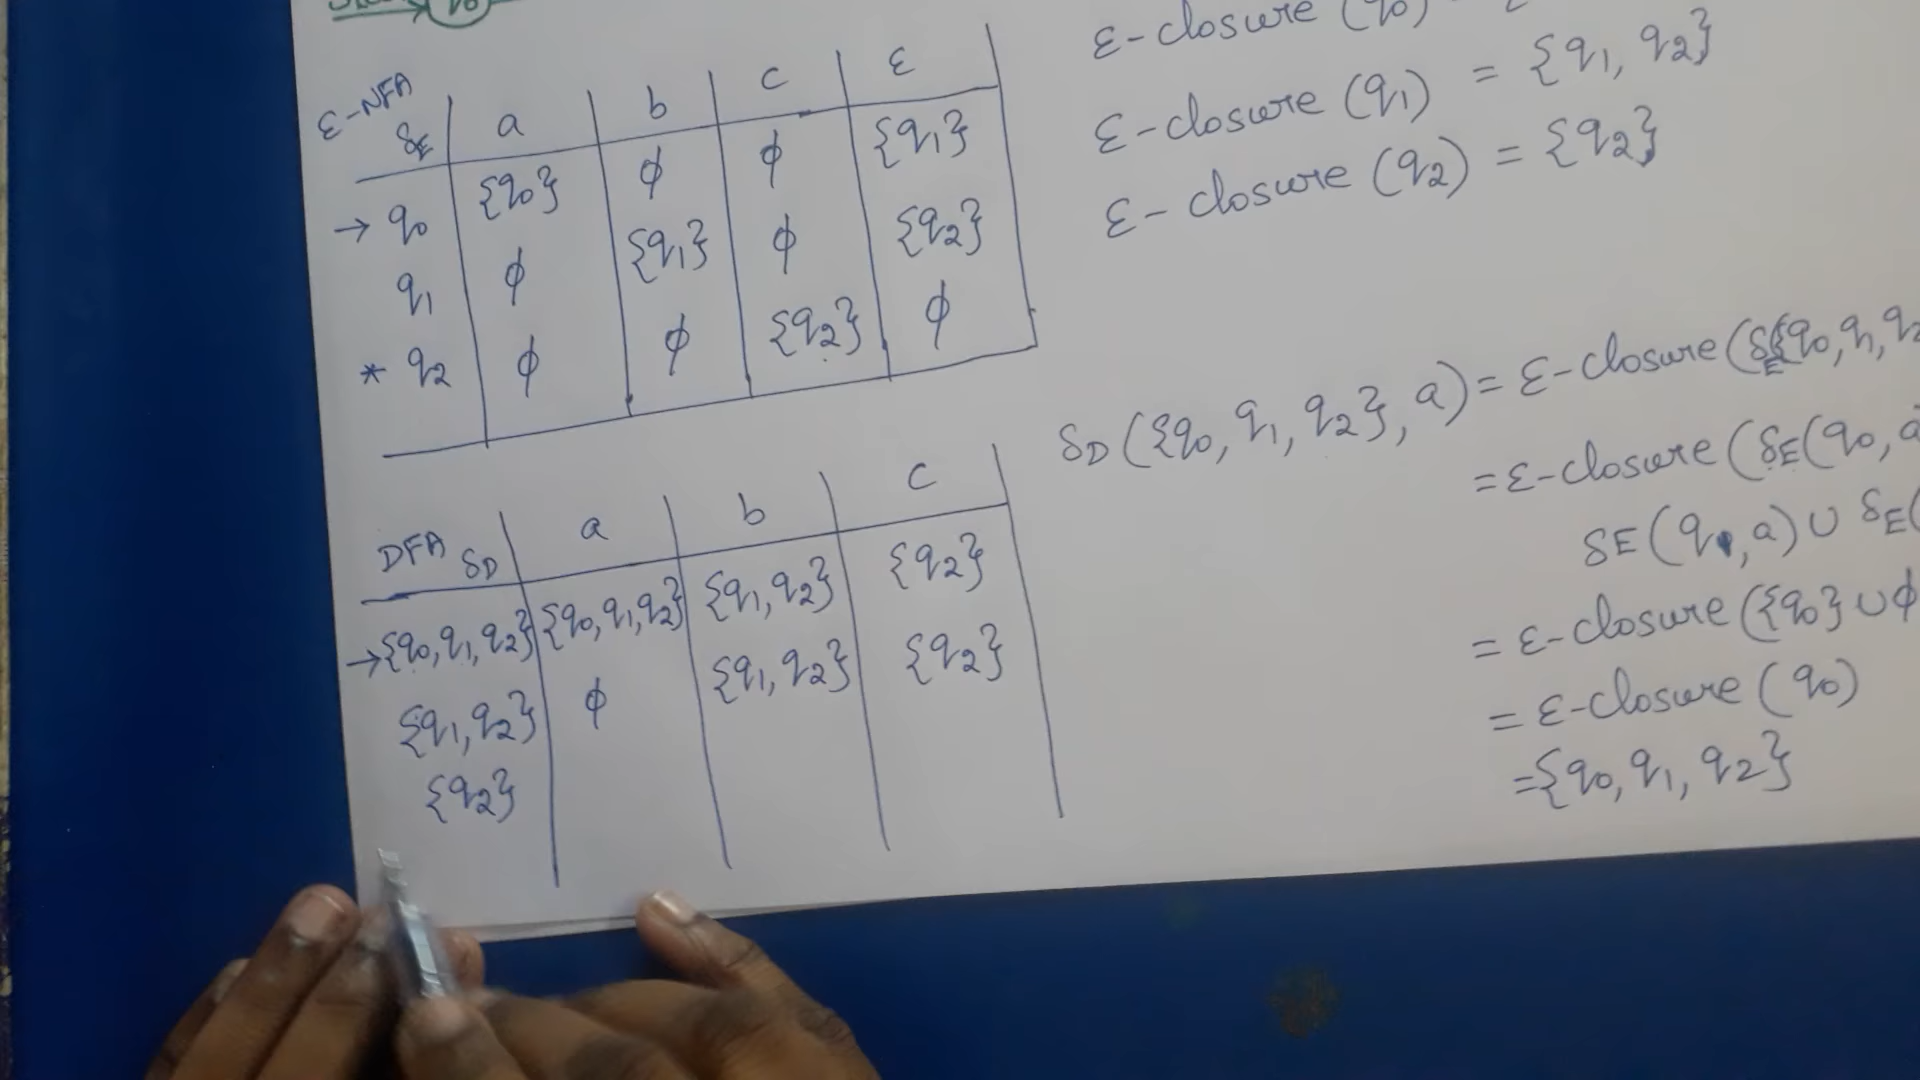 q0
ε-NFA
δE a b c ε
→ q0 {q0} ϕ ϕ {q1}
q1 ϕ {q1} ϕ {q2}
* q2 ϕ ϕ {q2} ϕ
DFA δD a b c
→{q0, q1, q2} {q0, q1, q2} {q1, q2} {q2}
{q1, q2} ϕ {q1, q2} {q2}
{q2}
ε-closure (q0)
ε-closure (q1) = {q1, q2}
ε-closure (q2) = {q2}
δD ({q0, q1, q2}, a) = ε-closure (δE{q0, q1, q2
= ε-closure (δE(q0, a
δE (q1, a) ∪ δE(
= ε-closure ({q0} ∪ ϕ
= ε-closure (q0)
= {q0, q1, q2}